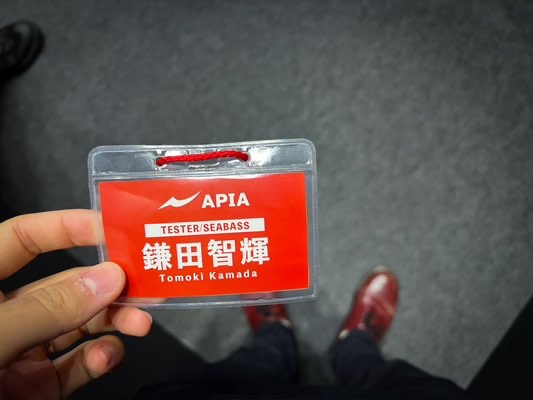 APIA
TESTER/SEABASS
鎌田智輝
Tomoki Kamada